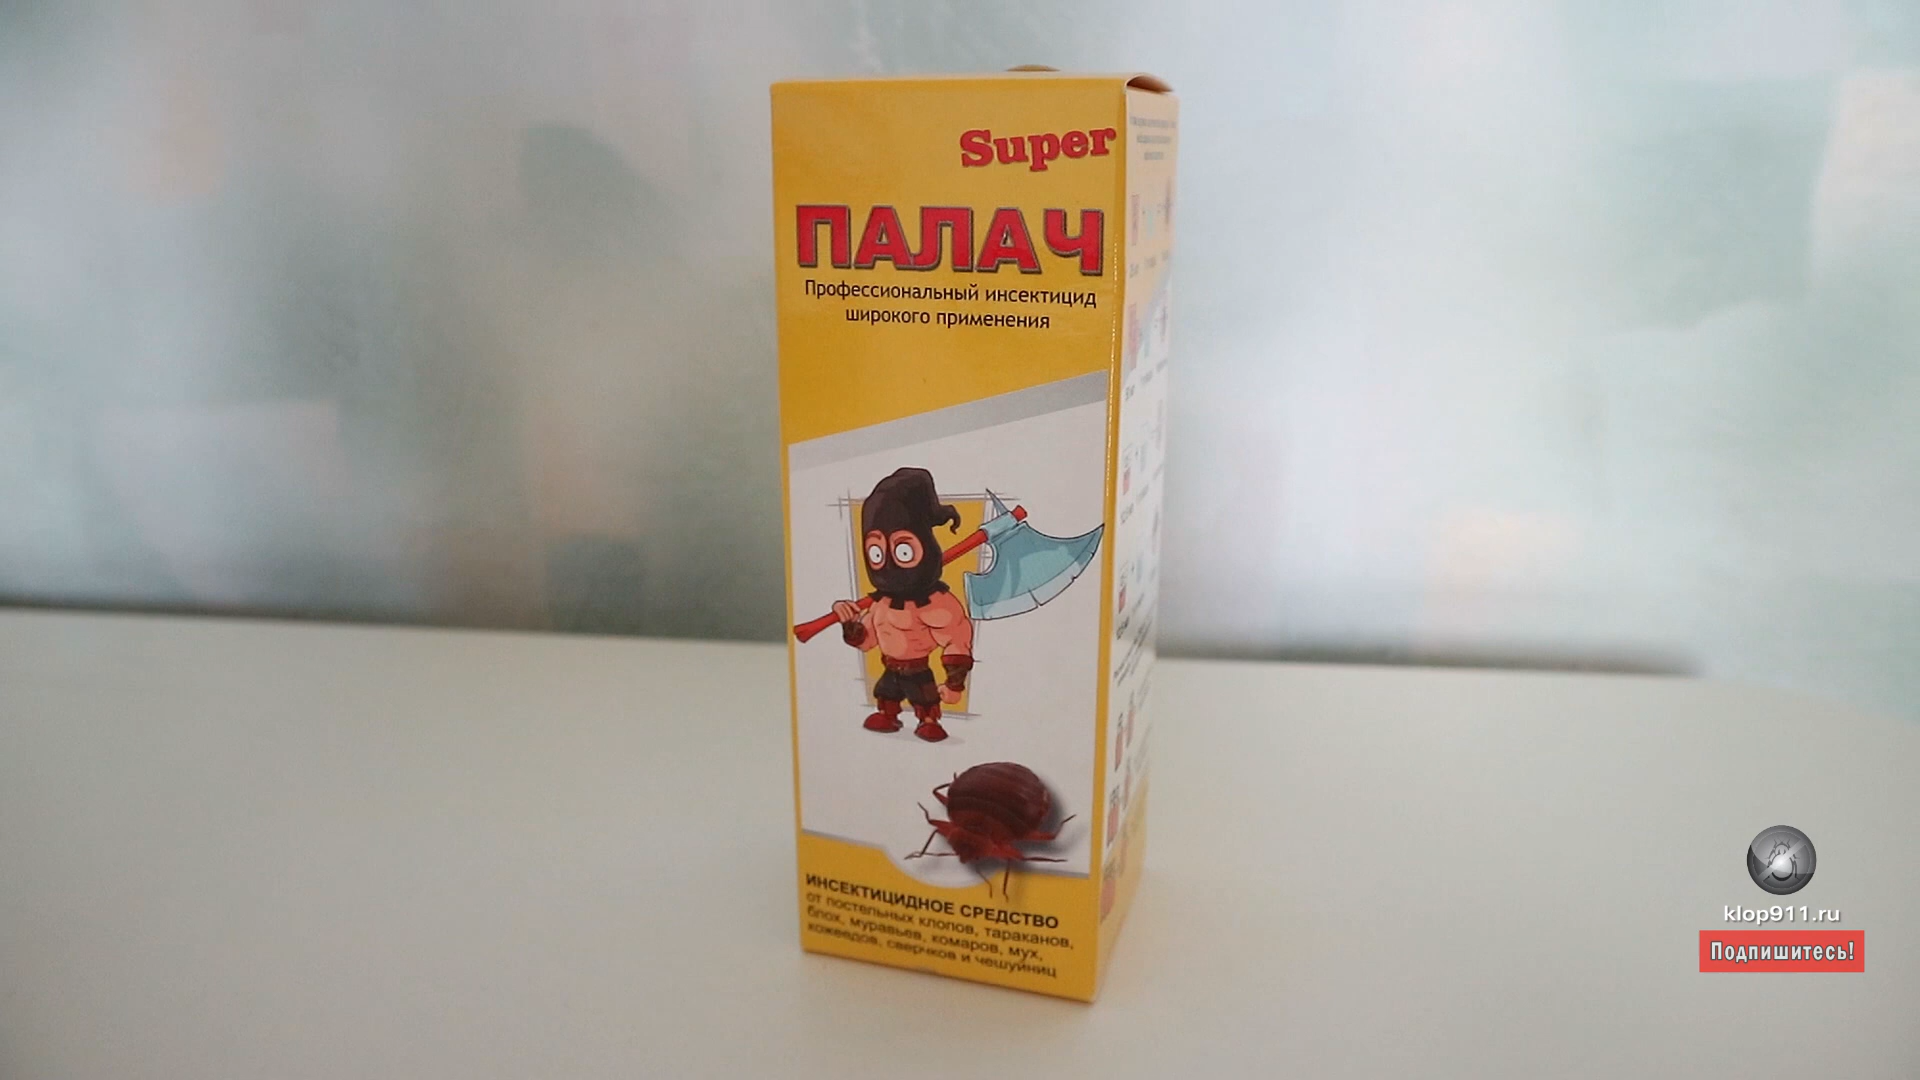 Super
ПАЛАЧ
Профессиональный инсектицид
широкого применения
ИНСЕКТИЦИДНОЕ СРЕДСТВО
от постельных клопов, тараканов,
блох, муравьев, комаров, мух,
кожеедов, сверчков и чешуйниц
klop911.ru
Подпишитесь!